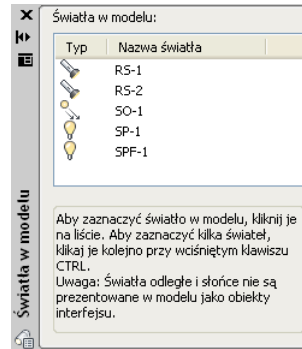 Światła w modelu:
Typ Nazwa światła
RS-1
RS-2
SO-1
SP-1
SPF-1
Aby zaznaczyć światło w modelu, kliknij je
na liście. Aby zaznaczyć kilka świateł,
klikaj je kolejno przy wciśniętym klawiszu
CTRL.
Uwaga: Światła odległe i słońce nie są
prezentowane w modelu jako obiekty
interfejsu.
Światła w modelu